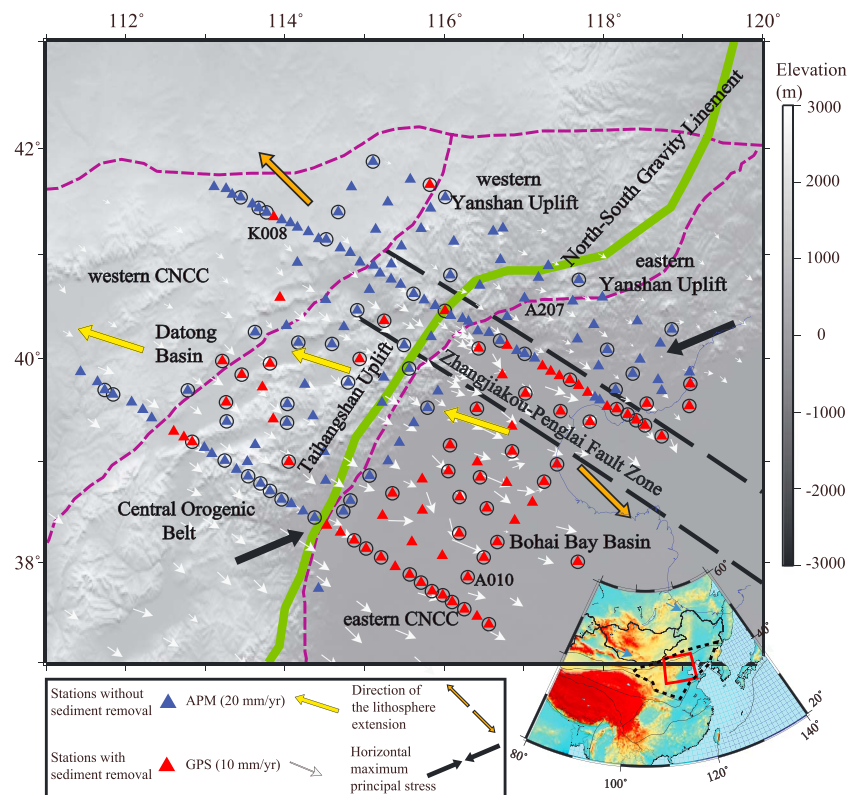 112° 114° 116° 118° 120°
Elevation
(m)
3000
2000
1000
0
-1000
-2000
-3000
42°
40°
38°
North-South Gravity Linement
western
Yanshan Uplift
K008
eastern
Yanshan Uplift
western CNCC
A207
Datong
Basin
Taihangshan Uplift
Zhangjiakou-Penglai Fault Zone
Central Orogenic
Belt
Bohai Bay Basin
A010
eastern CNCC
60°
40°
20°
140°
120°
100°
80°
Stations without
sediment removal
APM (20 mm/yr)
Direction of
the lithosphere
extension
Stations with
sediment removal
GPS (10 mm/yr)
Horizontal
maximum
principal stress